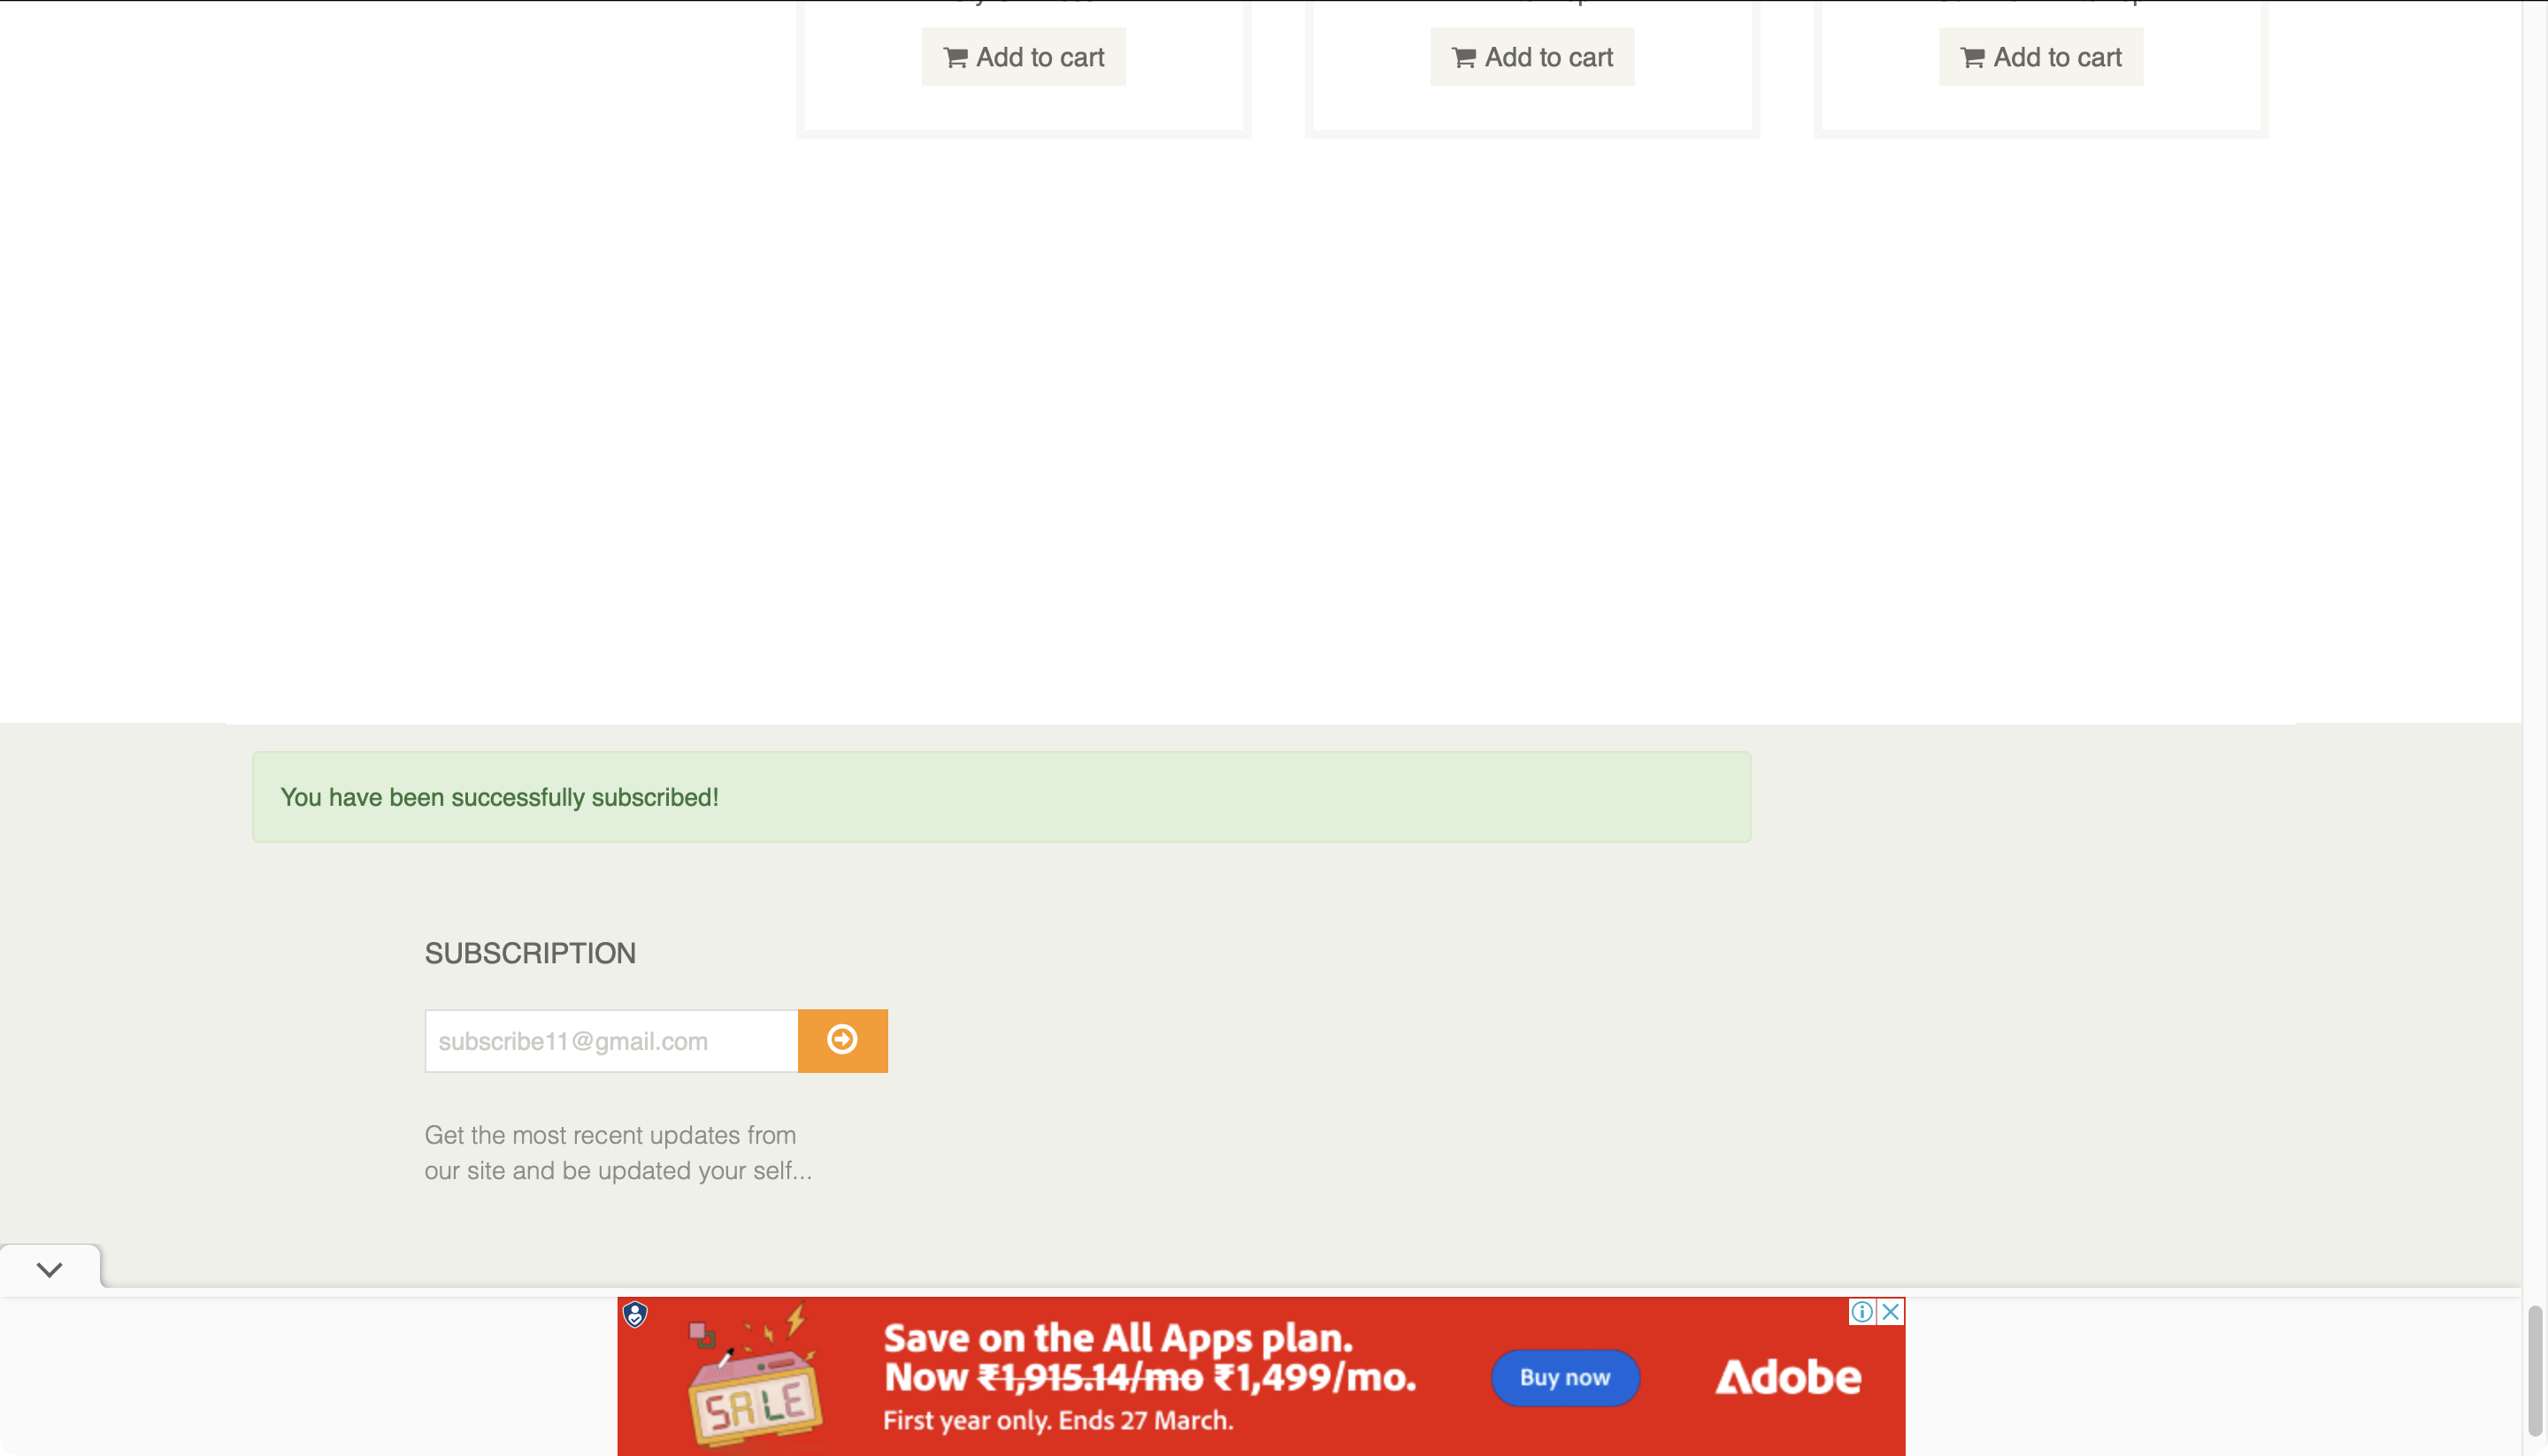 Add to cart Add to cart Add to cart
You have been successfully subscribed!
SUBSCRIPTION
subscribe11@gmail.com
Get the most recent updates from
our site and be updated your self...
SALE
Save on the All Apps plan.
Now ₹1,915.14/mo ₹1,499/mo.
First year only. Ends 27 March.
Buy now
Adobe